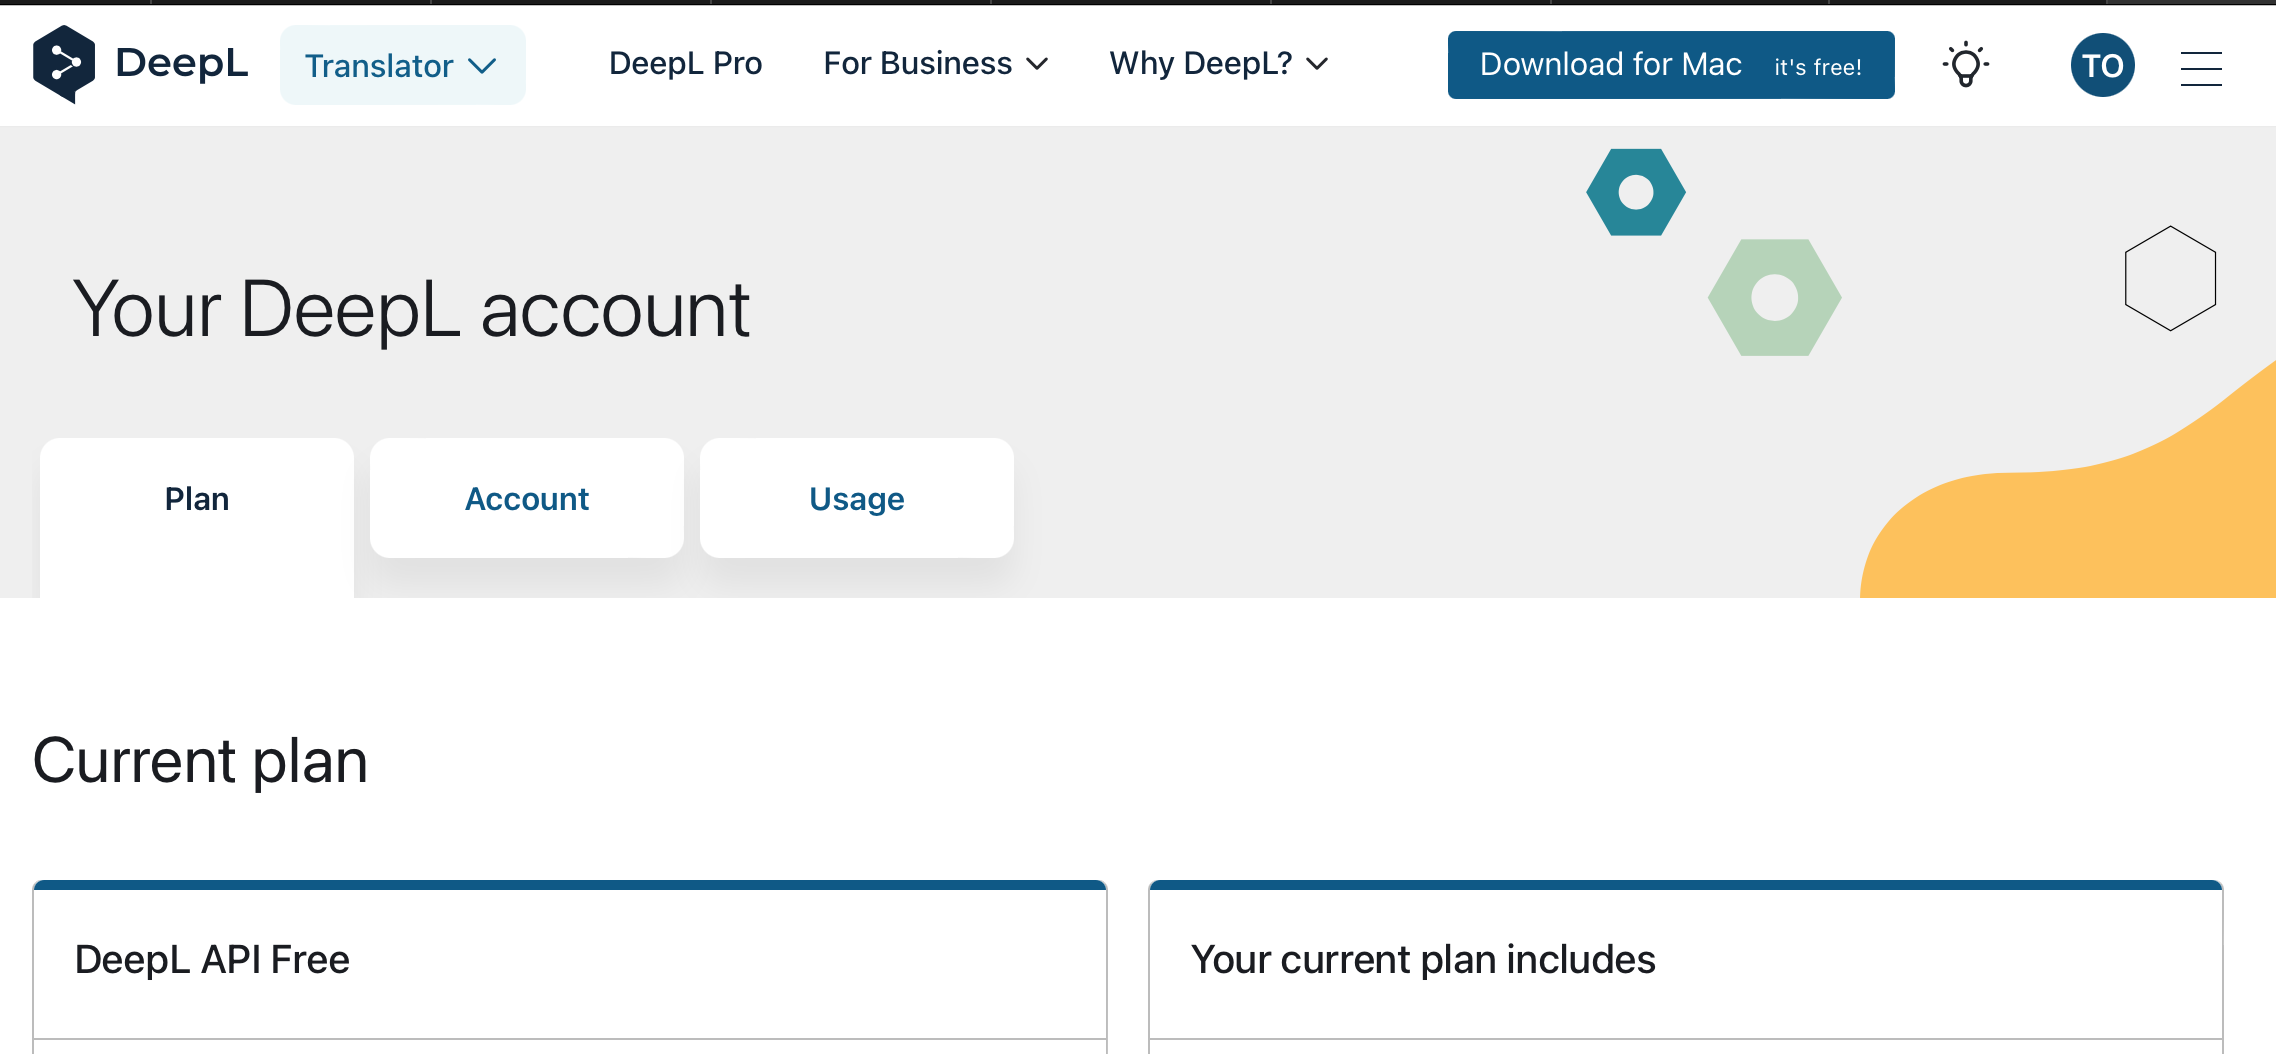 DeepL Translator DeepL Pro For Business Why DeepL? Download for Mac it's free! TO
Your DeepL account
Plan Account Usage
Current plan
DeepL API Free
Your current plan includes